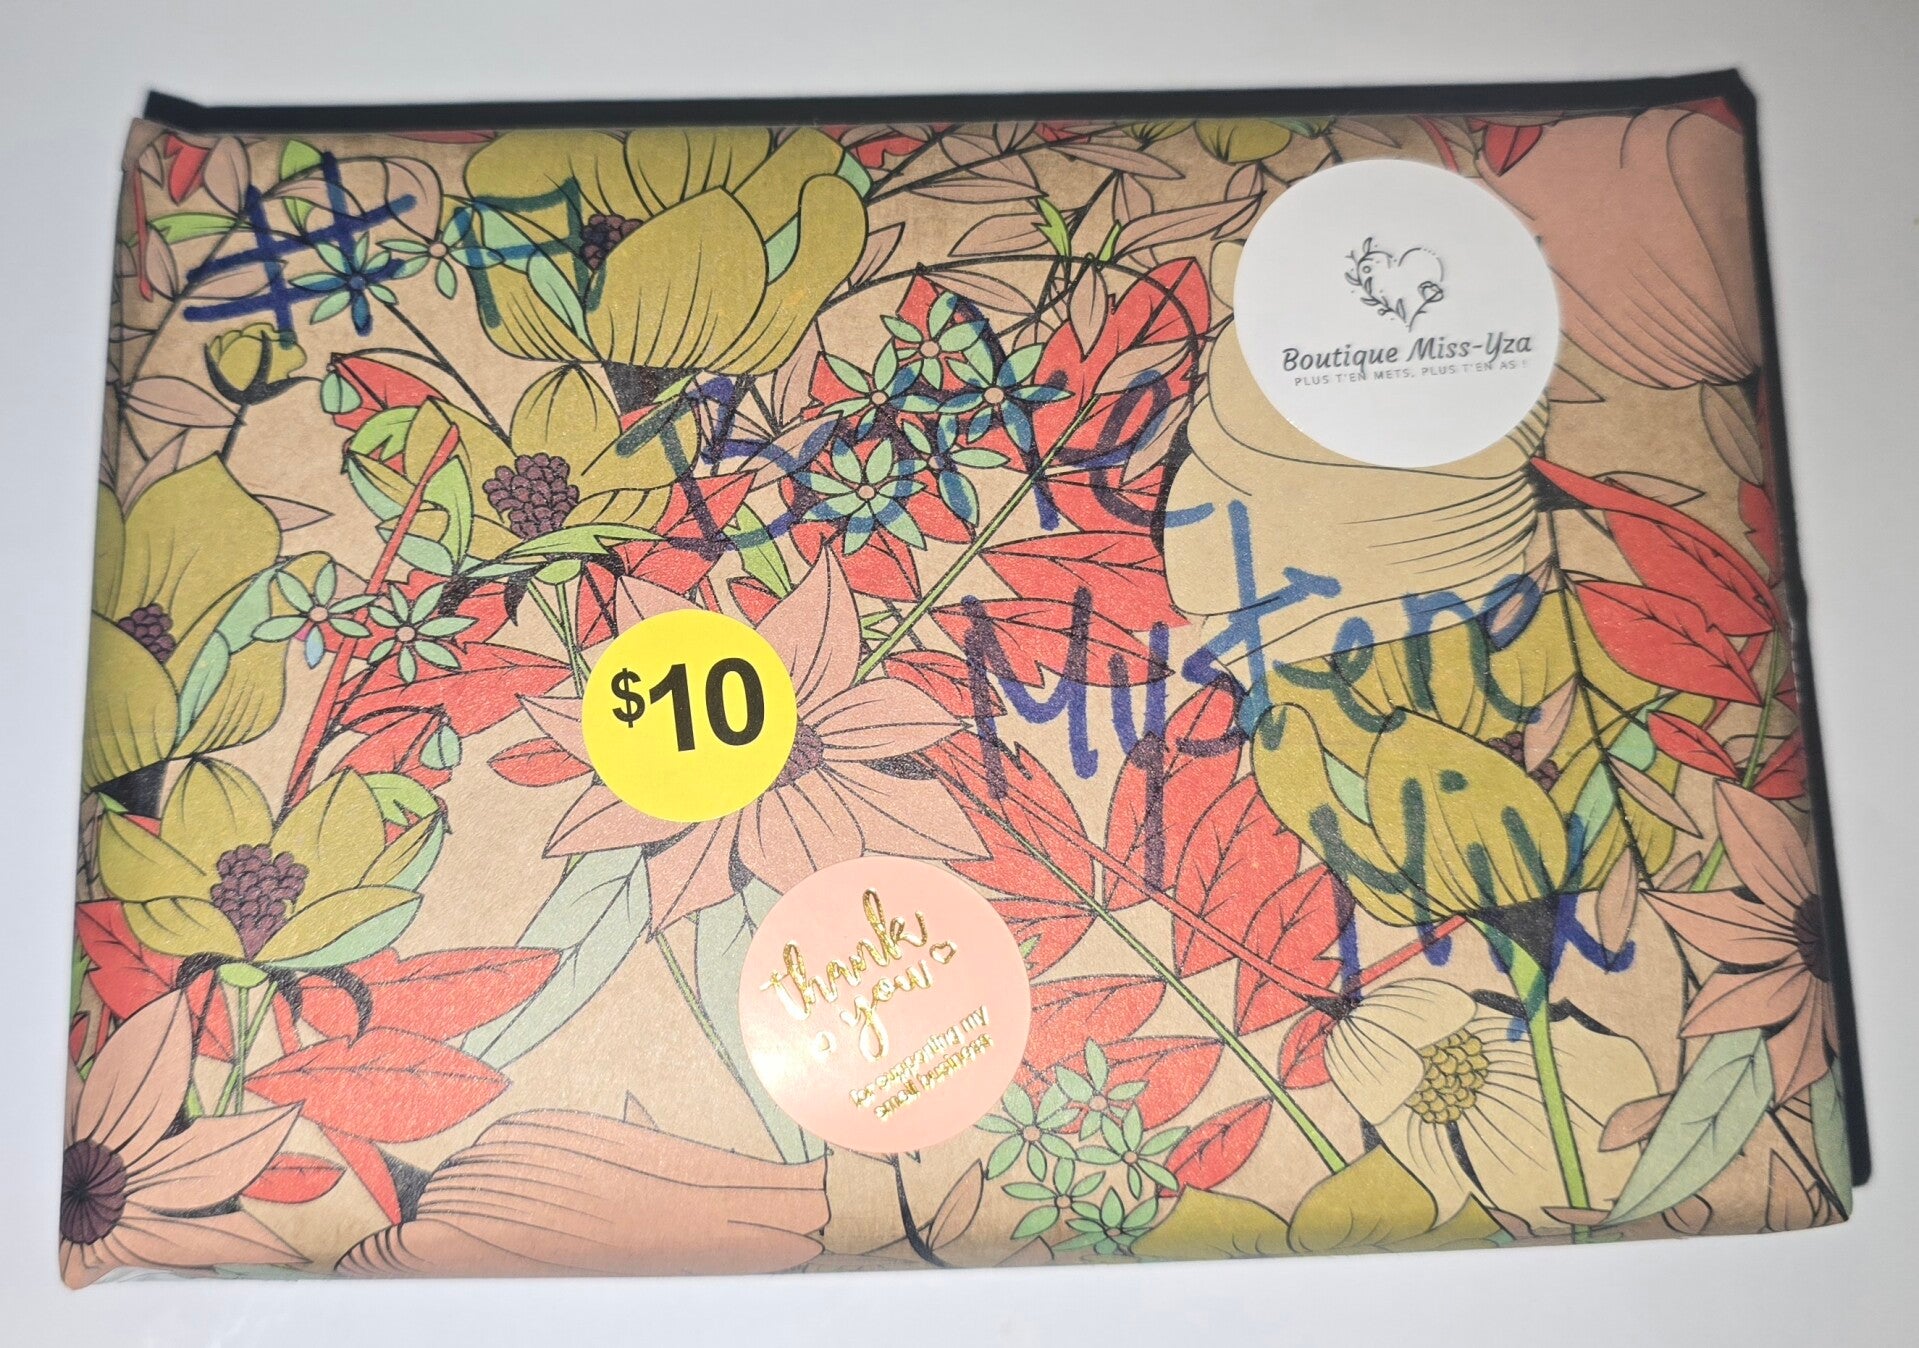 #
Boutique Miss-Yza
PLUS T'EN METS, PLUS T'EN AS !
Boîte
Mystère
Mix
$10
thank
you
for supporting my
small business